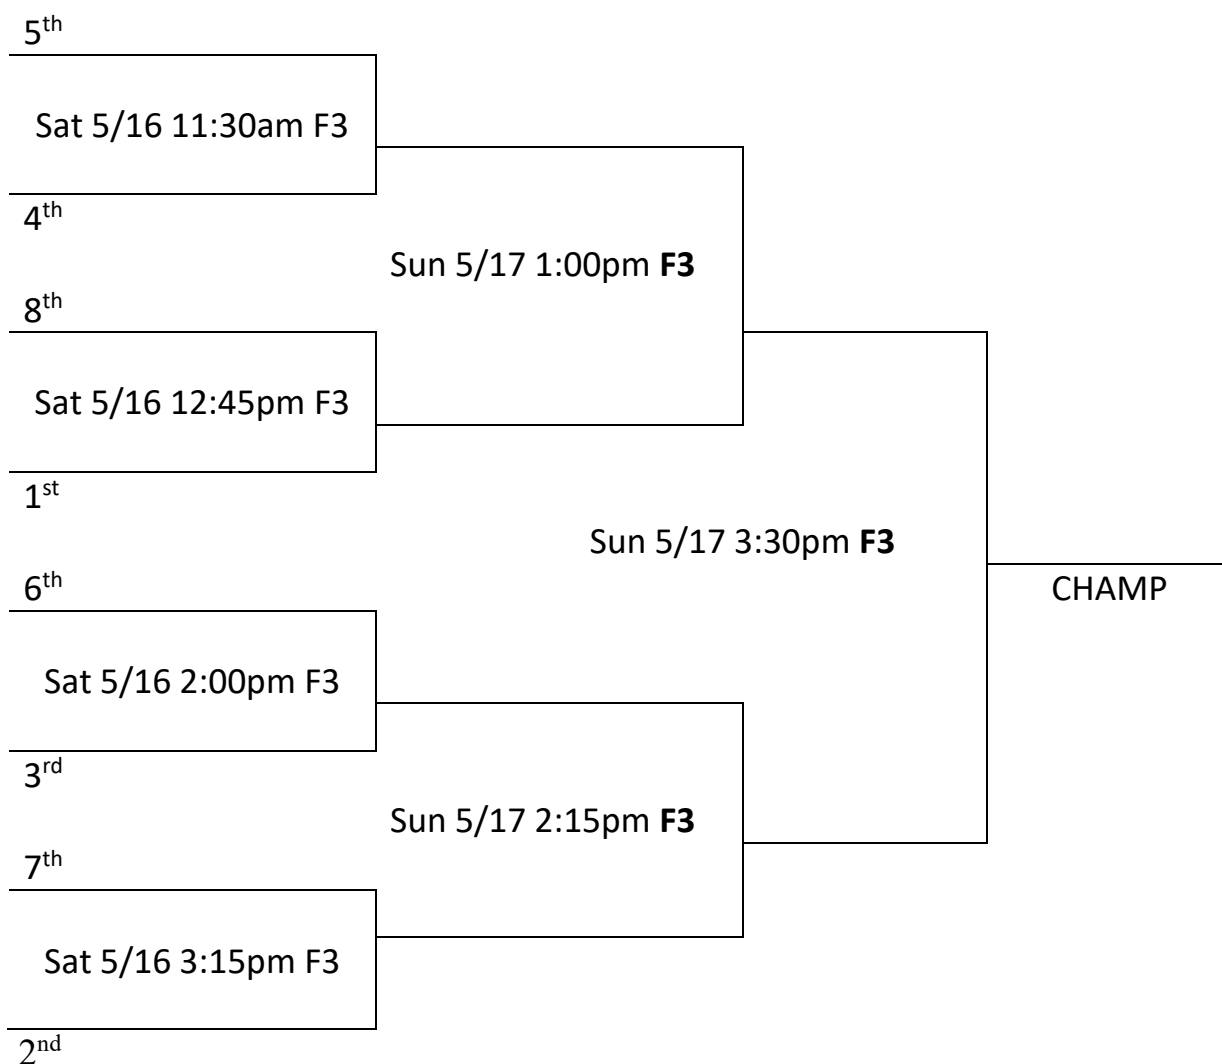 5th
Sat 5/16 11:30am F3
4th
Sun 5/17 1:00pm F3
8th
Sat 5/16 12:45pm F3
1st
Sun 5/17 3:30pm F3
CHAMP
6th
Sat 5/16 2:00pm F3
3rd
Sun 5/17 2:15pm F3
7th
Sat 5/16 3:15pm F3
2nd